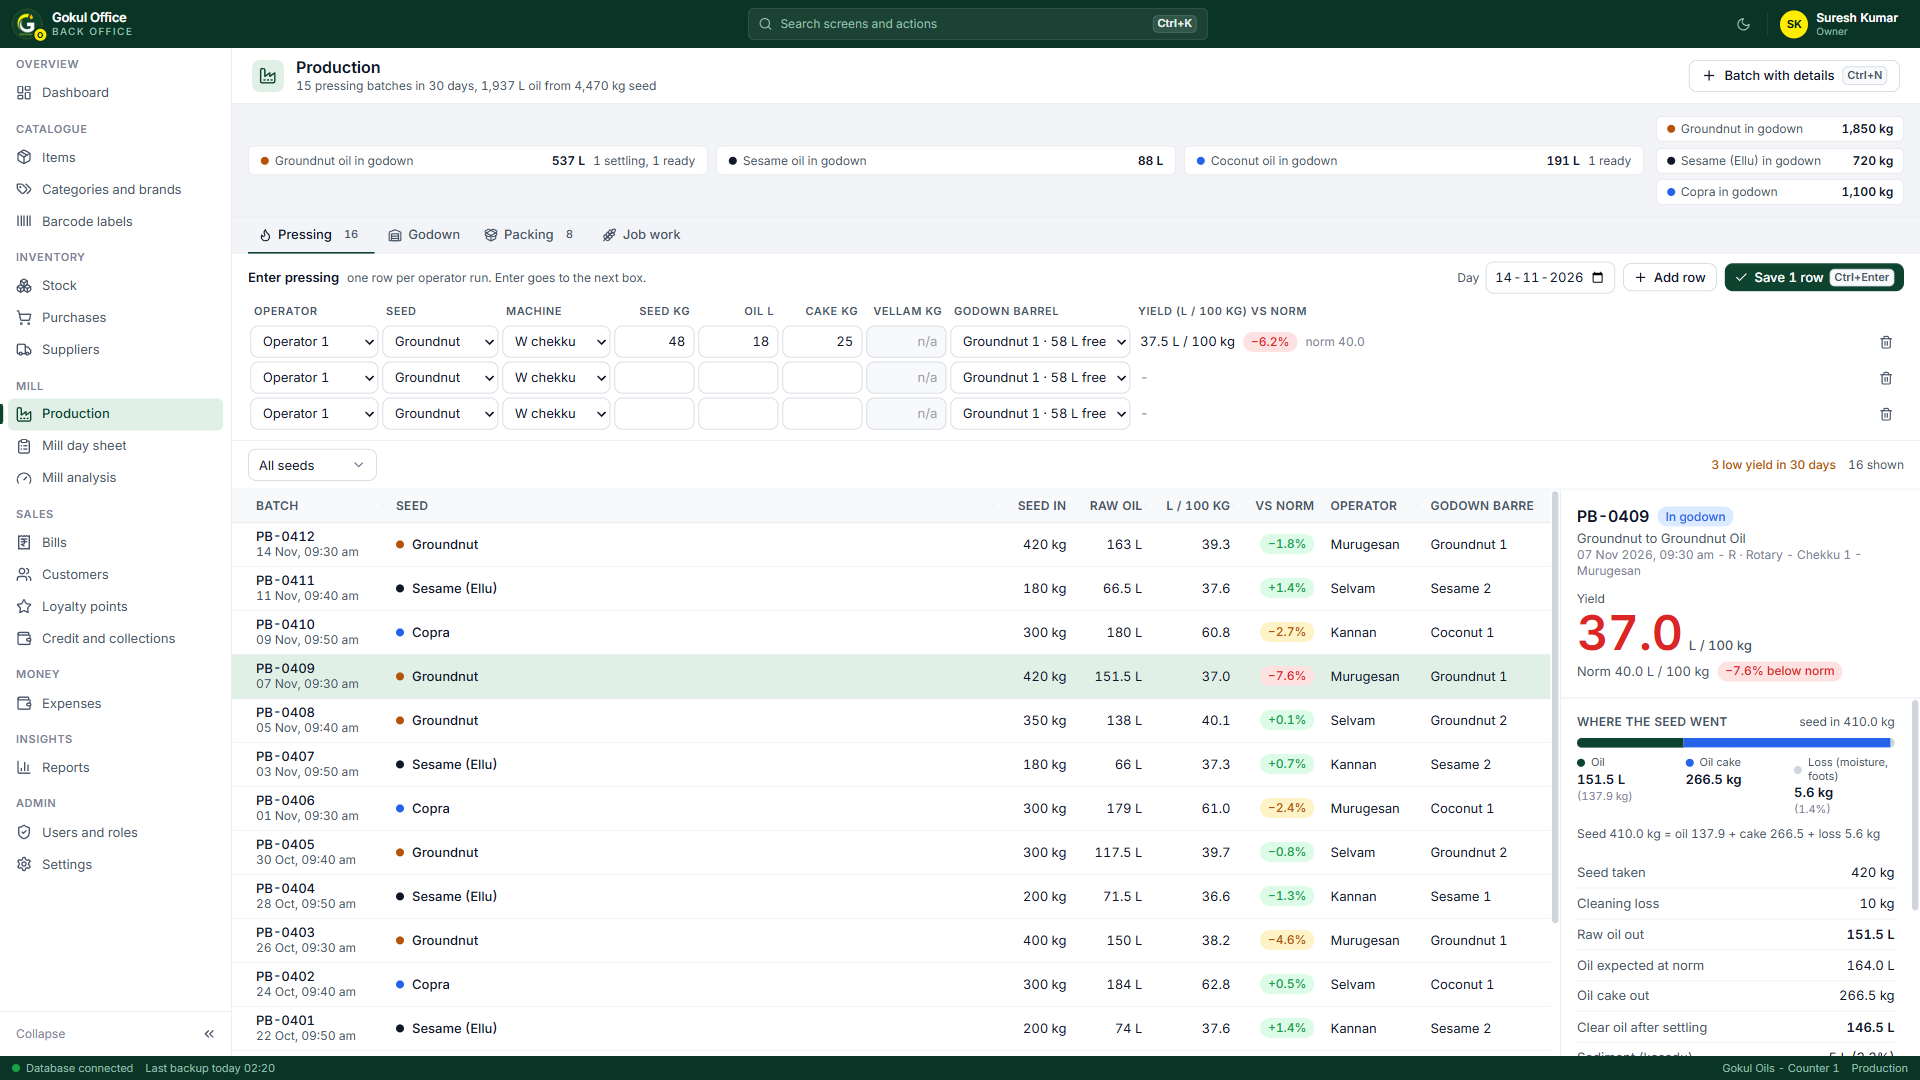 Gokul Office
BACK OFFICE
Search screens and actions Ctrl+K
SK Suresh Kumar
Owner
OVERVIEW
Dashboard
CATALOGUE
Items
Categories and brands
Barcode labels
INVENTORY
Stock
Purchases
Suppliers
MILL
Production
Mill day sheet
Mill analysis
SALES
Bills
Customers
Loyalty points
Credit and collections
MONEY
Expenses
INSIGHTS
Reports
ADMIN
Users and roles
Settings
Collapse
Production
15 pressing batches in 30 days, 1,937 L oil from 4,470 kg seed
Batch with details Ctrl+N
Groundnut oil in godown 537 L 1 settling, 1 ready
Sesame oil in godown 88 L
Coconut oil in godown 191 L 1 ready
Groundnut in godown 1,850 kg
Sesame (Ellu) in godown 720 kg
Copra in godown 1,100 kg
Pressing 16 Godown Packing 8 Job work
Enter pressing one row per operator run. Enter goes to the next box.
Day 14-11-2026 Add row Save 1 row Ctrl+Enter
OPERATOR SEED MACHINE SEED KG OIL L CAKE KG VELLAM KG GODOWN BARREL YIELD (L / 100 KG) VS NORM
Operator 1 Groundnut W chekku 48 18 25 n/a Groundnut 1 · 58 L free 37.5 L / 100 kg −6.2% norm 40.0
Operator 1 Groundnut W chekku n/a Groundnut 1 · 58 L free -
Operator 1 Groundnut W chekku n/a Groundnut 1 · 58 L free -
All seeds
3 low yield in 30 days 16 shown
BATCH SEED SEED IN RAW OIL L / 100 KG VS NORM OPERATOR GODOWN BARRE
PB-0412
14 Nov, 09:30 am Groundnut 420 kg 163 L 39.3 −1.8% Murugesan Groundnut 1
PB-0411
11 Nov, 09:40 am Sesame (Ellu) 180 kg 66.5 L 37.6 +1.4% Selvam Sesame 2
PB-0410
09 Nov, 09:50 am Copra 300 kg 180 L 60.8 −2.7% Kannan Coconut 1
PB-0409
07 Nov, 09:30 am Groundnut 420 kg 151.5 L 37.0 −7.6% Murugesan Groundnut 1
PB-0408
05 Nov, 09:40 am Groundnut 350 kg 138 L 40.1 +0.1% Selvam Groundnut 2
PB-0407
03 Nov, 09:50 am Sesame (Ellu) 180 kg 66 L 37.3 +0.7% Kannan Sesame 2
PB-0406
01 Nov, 09:30 am Copra 300 kg 179 L 61.0 −2.4% Murugesan Coconut 1
PB-0405
30 Oct, 09:40 am Groundnut 300 kg 117.5 L 39.7 −0.8% Selvam Groundnut 2
PB-0404
28 Oct, 09:50 am Sesame (Ellu) 200 kg 71.5 L 36.6 −1.3% Kannan Sesame 1
PB-0403
26 Oct, 09:30 am Groundnut 400 kg 150 L 38.2 −4.6% Murugesan Groundnut 1
PB-0402
24 Oct, 09:40 am Copra 300 kg 184 L 62.8 +0.5% Selvam Coconut 1
PB-0401
22 Oct, 09:50 am Sesame (Ellu) 200 kg 74 L 37.6 +1.4% Kannan Sesame 2
PB-0409 In godown
Groundnut to Groundnut Oil
07 Nov 2026, 09:30 am - R · Rotary - Chekku 1 -
Murugesan
Yield
37.0 L / 100 kg
Norm 40.0 L / 100 kg −7.6% below norm
WHERE THE SEED WENT seed in 410.0 kg
Oil
151.5 L
(137.9 kg)
Oil cake
266.5 kg
Loss (moisture,
foots)
5.6 kg
(1.4%)
Seed 410.0 kg = oil 137.9 + cake 266.5 + loss 5.6 kg
Seed taken 420 kg
Cleaning loss 10 kg
Raw oil out 151.5 L
Oil expected at norm 164.0 L
Oil cake out 266.5 kg
Clear oil after settling 146.5 L
Database connected Last backup today 02:20
Gokul Oils - Counter 1 Production